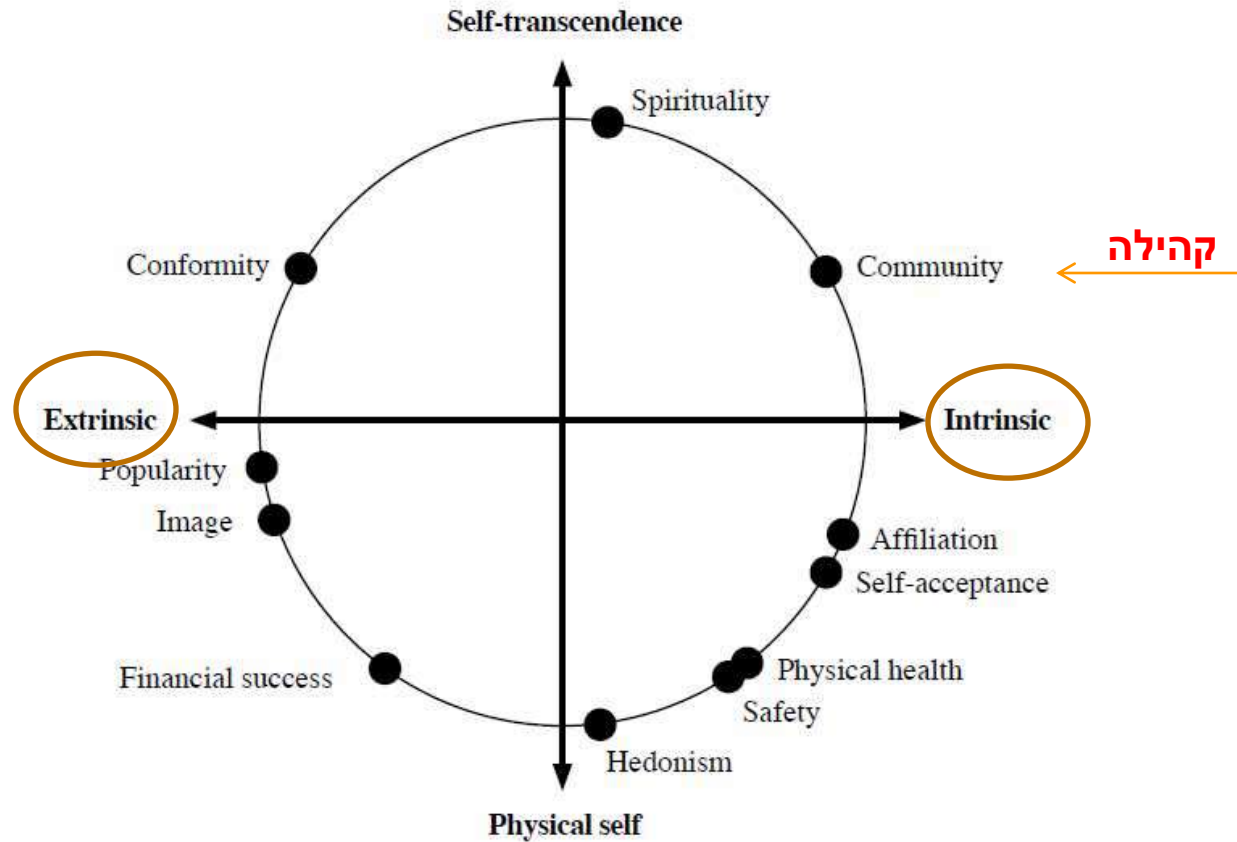 Self-transcendence
Spirituality
Conformity
Community
קהילה
Extrinsic
Intrinsic
Popularity
Image
Affiliation
Self-acceptance
Financial success
Physical health
Safety
Hedonism
Physical self